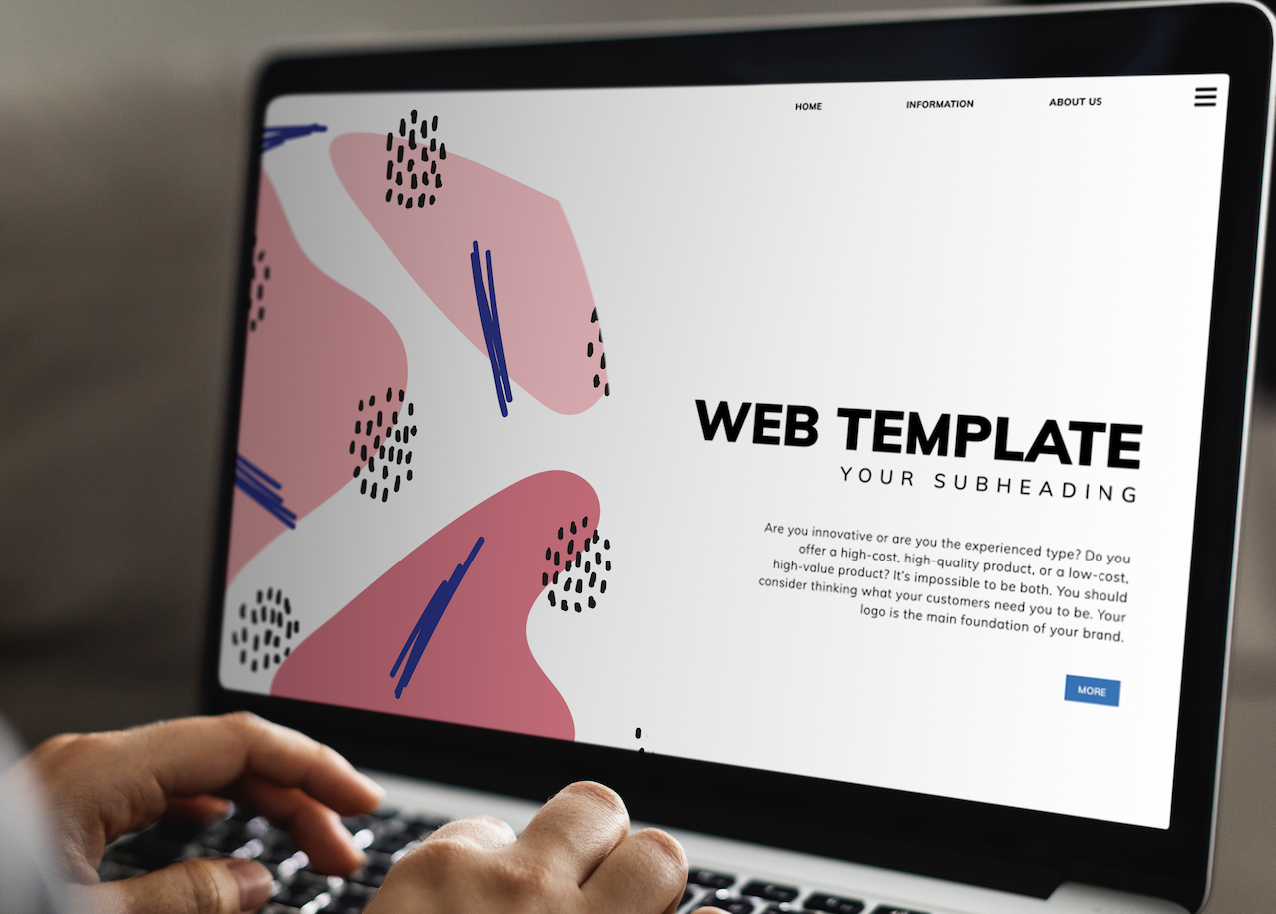 HOME INFORMATION ABOUT US
WEB TEMPLATE
YOUR SUBHEADING
Are you innovative or are you the experienced type? Do you
offer a high-cost, high-quality product, or a low-cost,
high-value product? It's impossible to be both. You should
consider thinking what your customers need you to be. Your
logo is the main foundation of your brand.
MORE